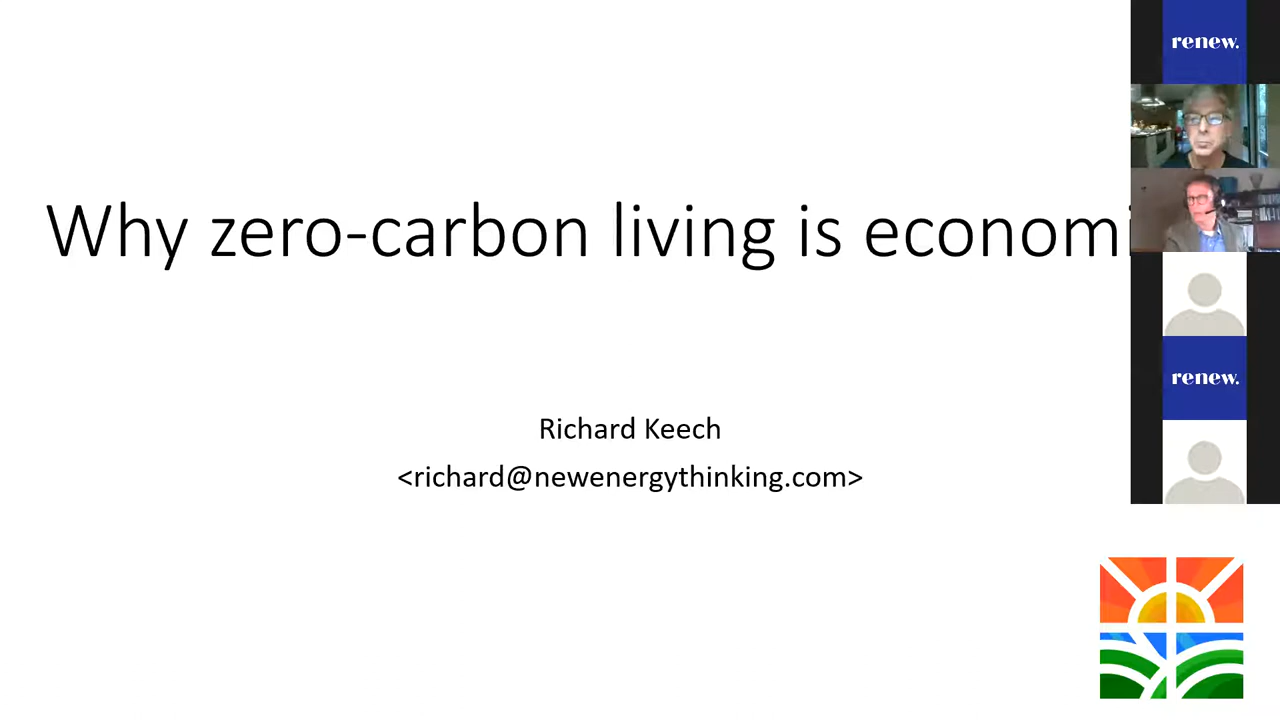 Why zero-carbon living is economi
Richard Keech
<richard@newenergythinking.com>
renew.
renew.